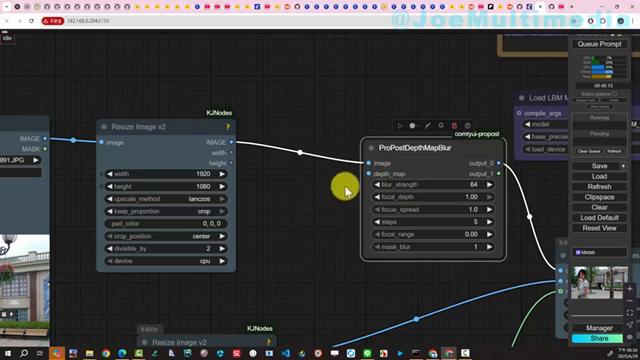 @JoeMultimedia
192.168.0.204:8188
Idle
Queue Prompt
00:40:13
Extra options
Running
Pending
Clear Queue
Refresh
Save
Load
Refresh
Clipspace
Clear
Load Default
Reset View
Mixlab
Manager
Share
KJNodes
Resize Image v2
?
image
IMAGE
width
height
width 1920
height 1080
upscale_method lanczos
keep_proportion crop
pad_color 0, 0, 0
crop_position center
divisible_by 2
device cpu
IMAGE
MASK
991.JPG
comfyui-propost
ProPostDepthMapBlur
image
output_0
depth_map
output_1
blur_strength 64
focal_depth 1.00
focus_spread 1.0
steps 5
focal_range 0.00
mask_blur 1
Load LBM M
compile_args
model
base_precis
load_device
0.633s
KJNodes
Resize Image v2